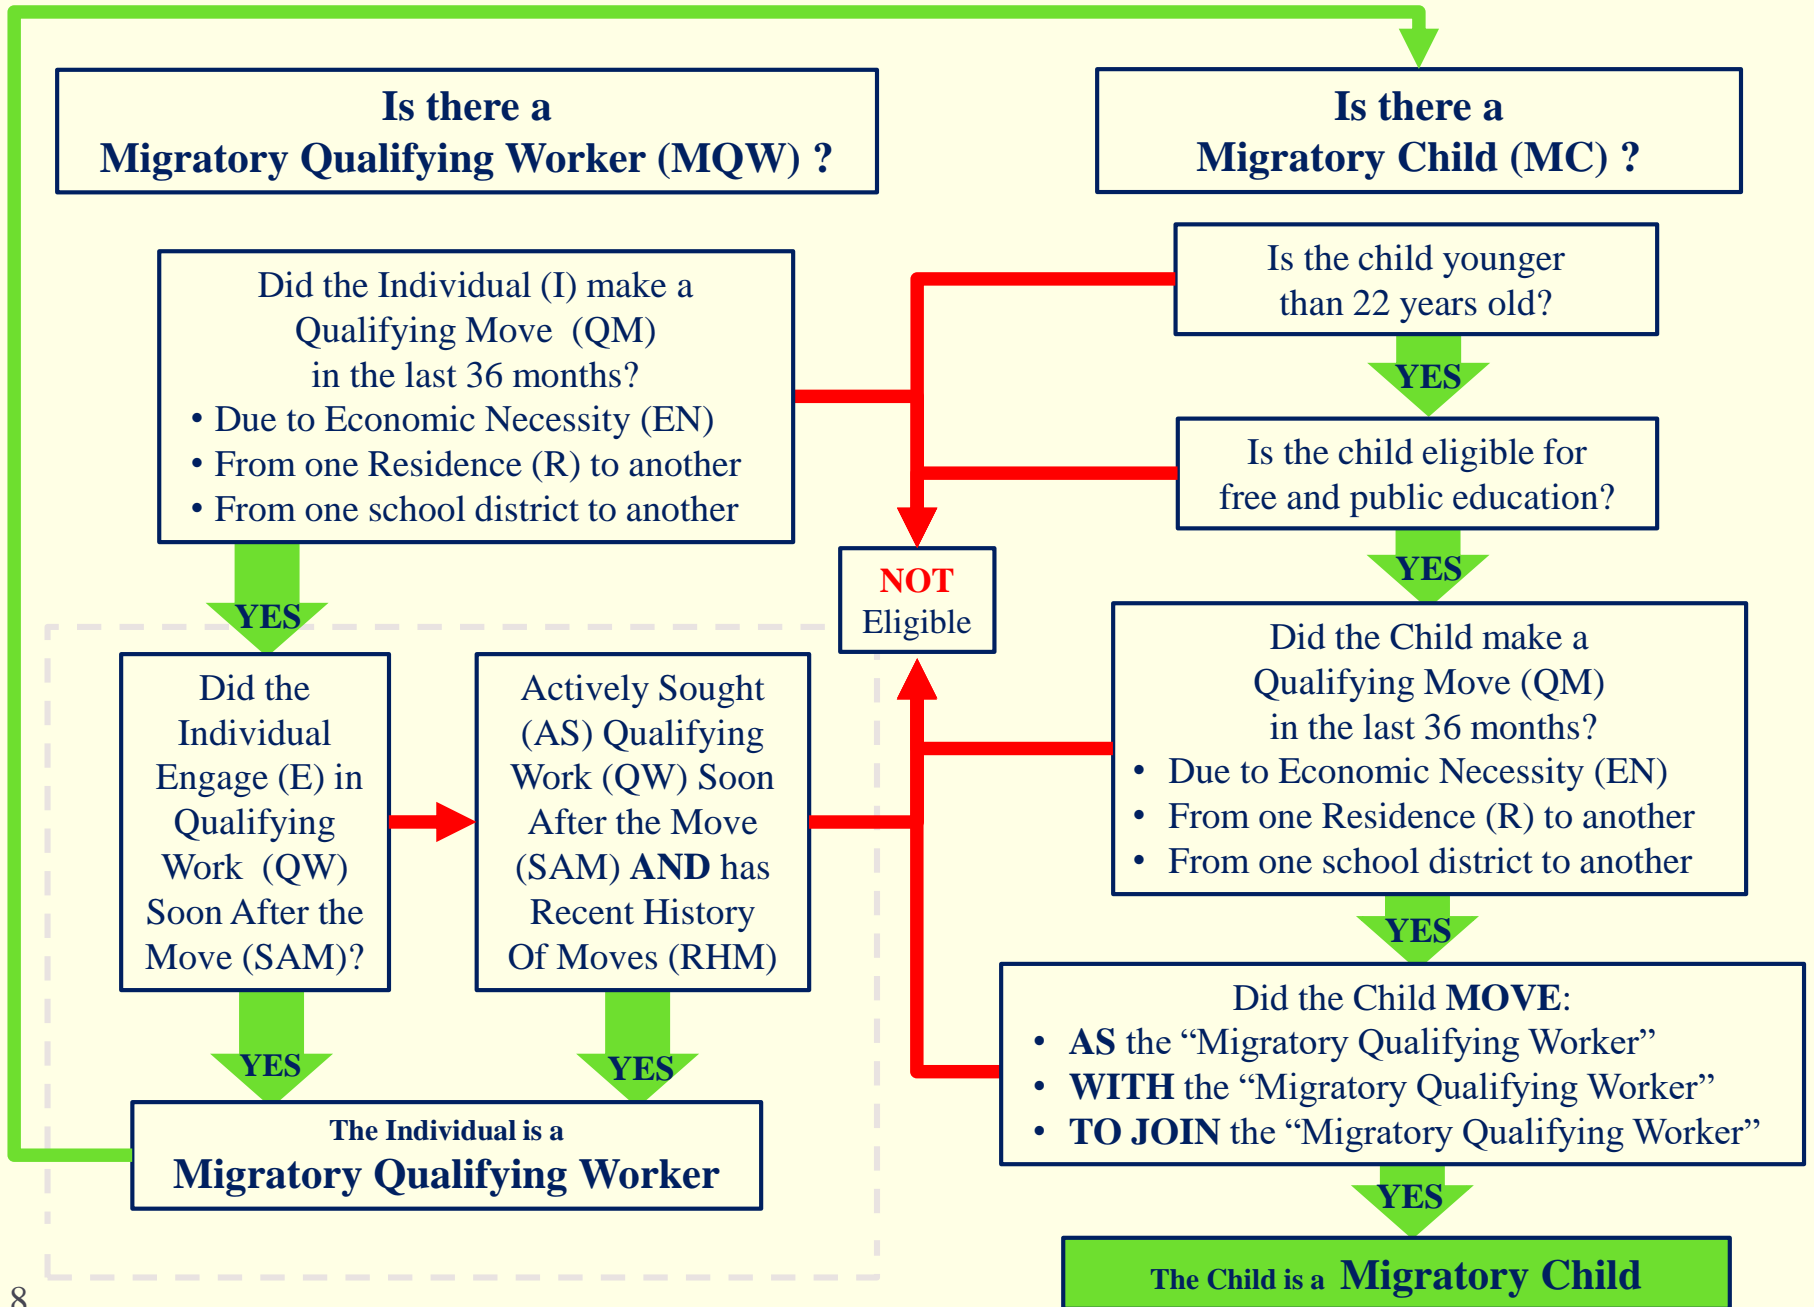 Is there a
Migratory Qualifying Worker (MQW) ?
Did the Individual (I) make a
Qualifying Move (QM)
in the last 36 months?
• Due to Economic Necessity (EN)
• From one Residence (R) to another
• From one school district to another
YES
Did the
Individual
Engage (E) in
Qualifying
Work (QW)
Soon After the
Move (SAM)?
YES
Actively Sought
(AS) Qualifying
Work (QW) Soon
After the Move
(SAM) AND has
Recent History
Of Moves (RHM)
YES
The Individual is a
Migratory Qualifying Worker
NOT
Eligible
Is there a
Migratory Child (MC) ?
Is the child younger
than 22 years old?
YES
Is the child eligible for
free and public education?
YES
Did the Child make a
Qualifying Move (QM)
in the last 36 months?
• Due to Economic Necessity (EN)
• From one Residence (R) to another
• From one school district to another
YES
Did the Child MOVE:
• AS the “Migratory Qualifying Worker”
• WITH the “Migratory Qualifying Worker”
• TO JOIN the “Migratory Qualifying Worker”
YES
The Child is a Migratory Child
8